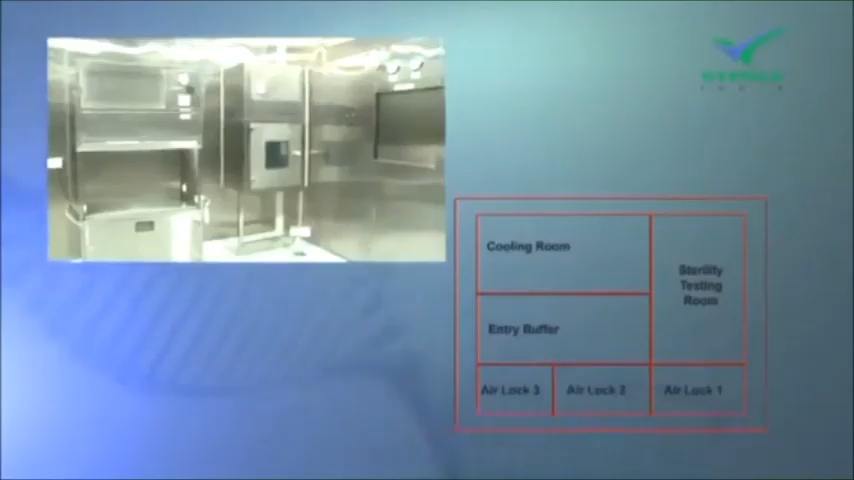 Cooling Room
Sterility
Testing
Room
Entry Buffer
Air Lock 3
Air Lock 2
Air Lock 1